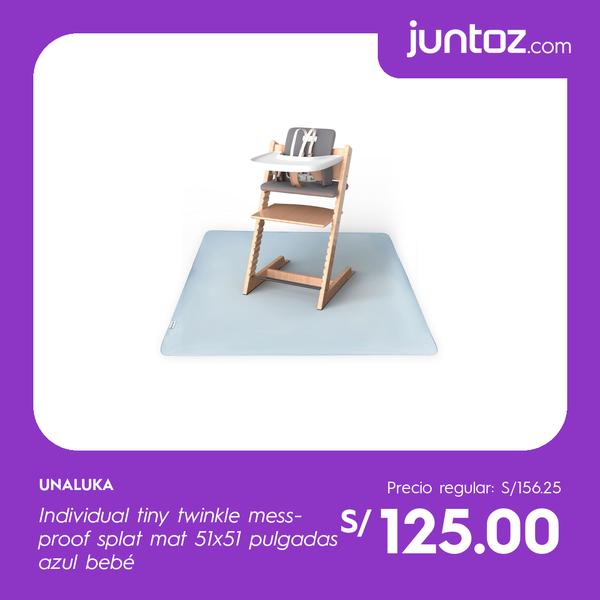 juntoz.com
UNALUKA
Individual tiny twinkle mess-
proof splat mat 51x51 pulgadas
azul bebé
Precio regular: S/156.25
S/125.00